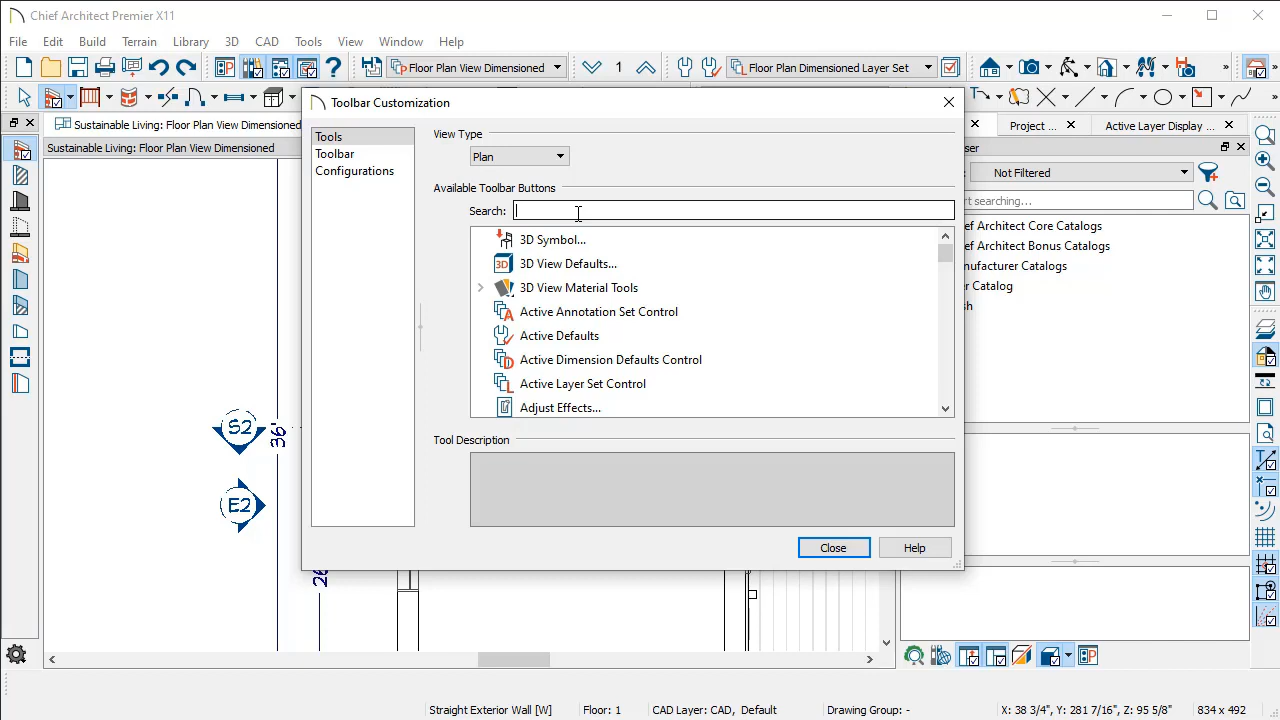 Chief Architect Premier X11
File Edit Build Terrain Library 3D CAD Tools View Window Help
Floor Plan View Dimensioned 1 Floor Plan Dimensioned Layer Set
Toolbar Customization
Sustainable Living: Floor Plan View Dimensioned
Project ... Active Layer Display ...
Sustainable Living: Floor Plan View Dimensioned
ser
Tools
Toolbar
Configurations
View Type
Plan
Not Filtered
Available Toolbar Buttons
Search:
rt searching...
3D Symbol...
3D View Defaults...
3D View Material Tools
Active Annotation Set Control
Active Defaults
Active Dimension Defaults Control
Active Layer Set Control
Adjust Effects...
ef Architect Core Catalogs
ef Architect Bonus Catalogs
nufacturer Catalogs
r Catalog
sh
Tool Description
Close Help
S2
36'
E2
26
Straight Exterior Wall [W] Floor: 1 CAD Layer: CAD, Default Drawing Group: - X: 38 3/4", Y: 281 7/16", Z: 95 5/8" 834 x 492